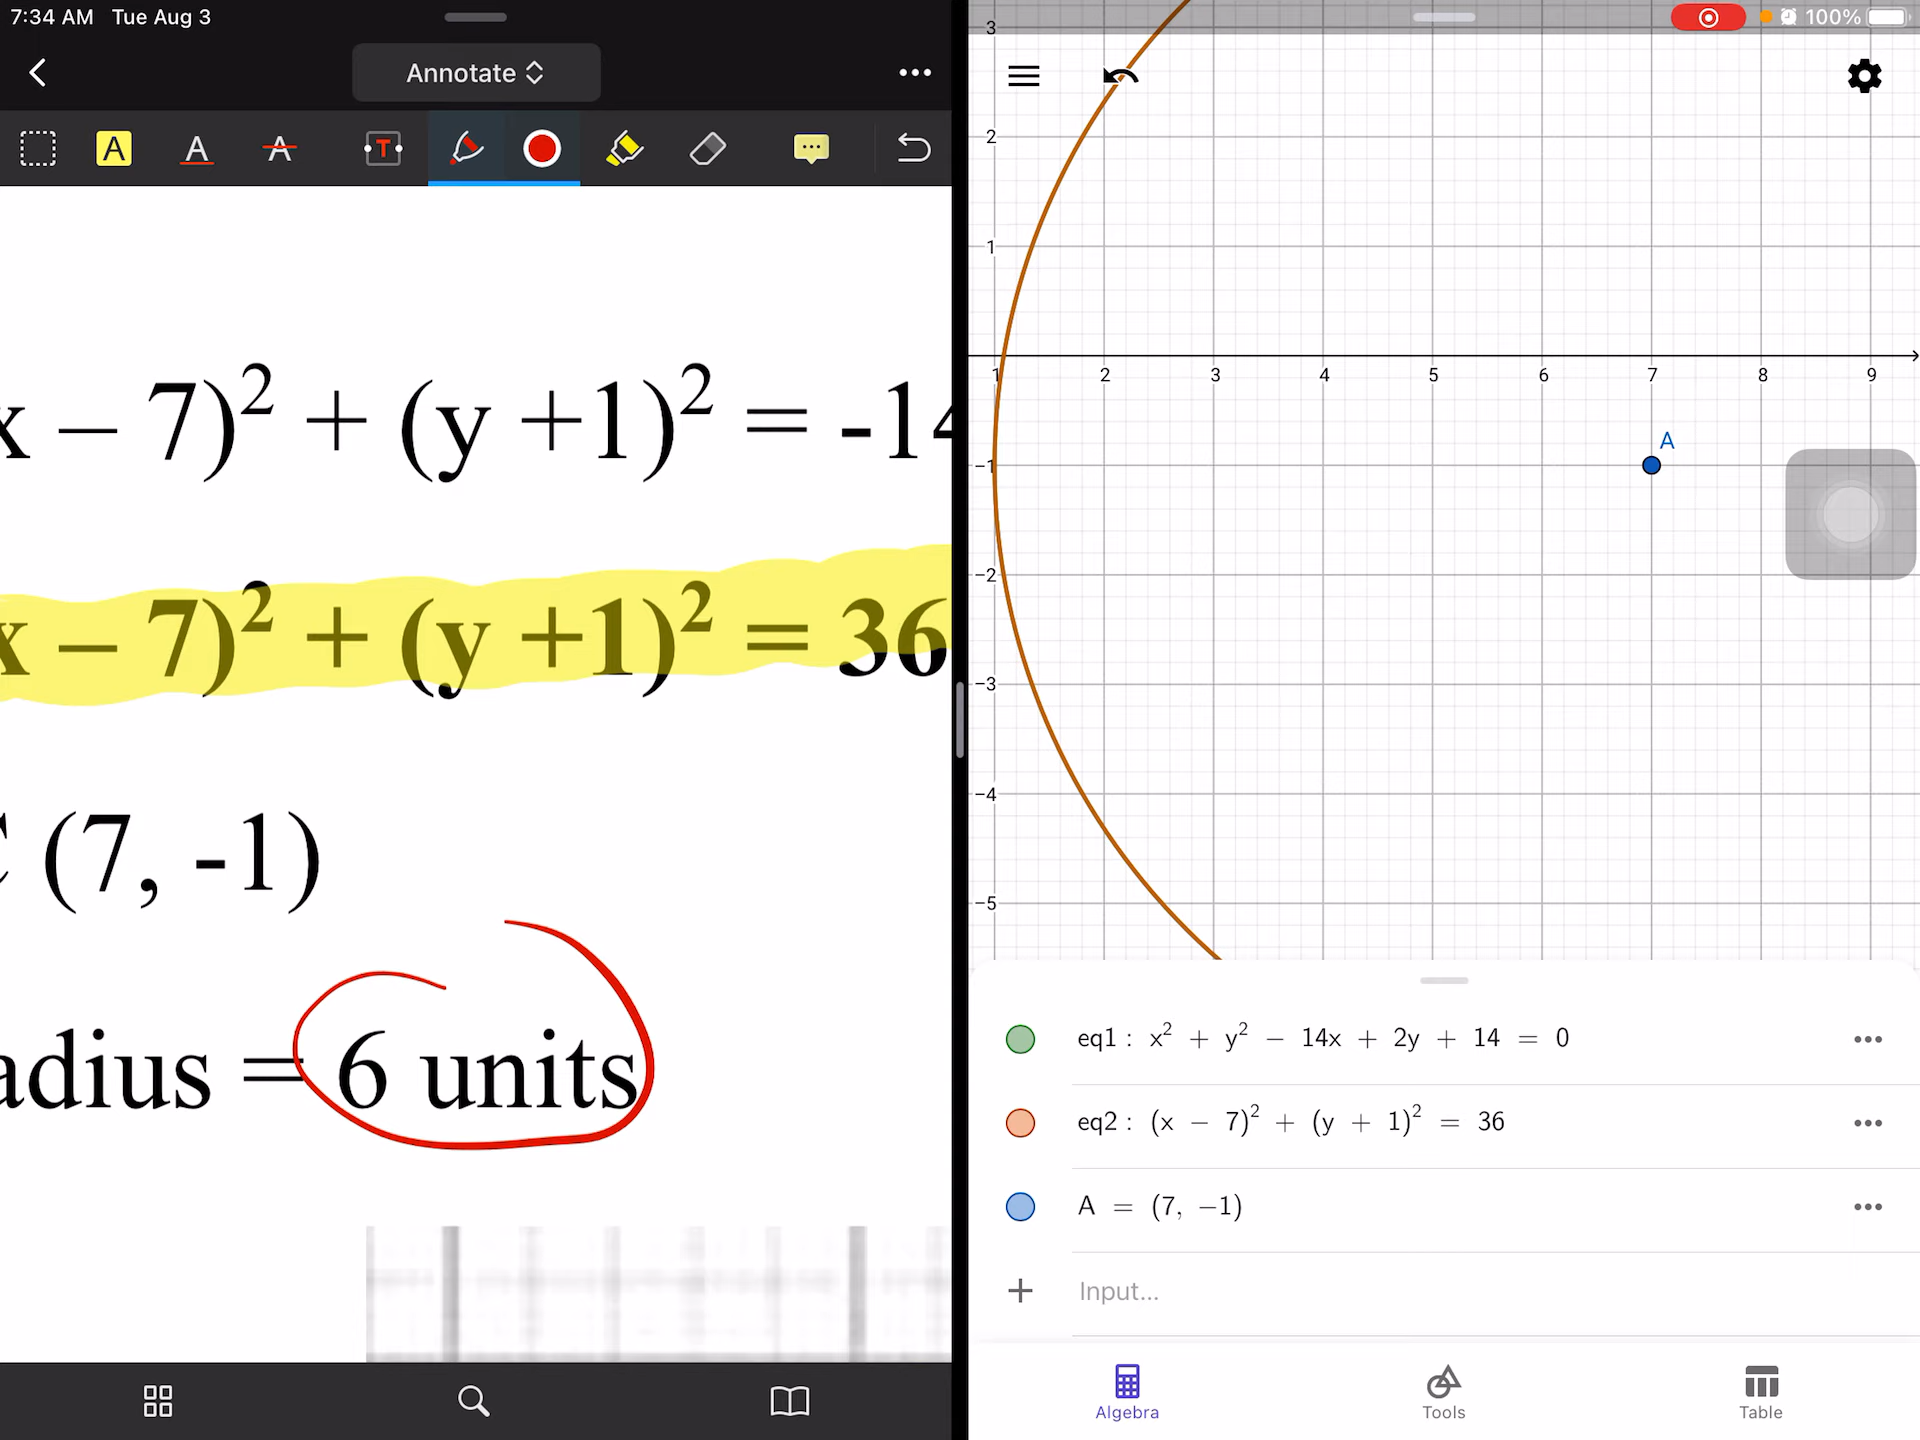 7:34 AM Tue Aug 3
100%
Annotate
A A A T
x – 7)² + (y +1)² = -14
x – 7)² + (y +1)² = 36
C (7, -1)
adius = 6 units
3
2
1
1 2 3 4 5 6 7 8 9
A
-1
-2
-3
-4
-5
eq1 : x² + y² − 14x + 2y + 14 = 0
eq2 : (x − 7)² + (y + 1)² = 36
A = (7, −1)
+ Input...
Algebra Tools Table